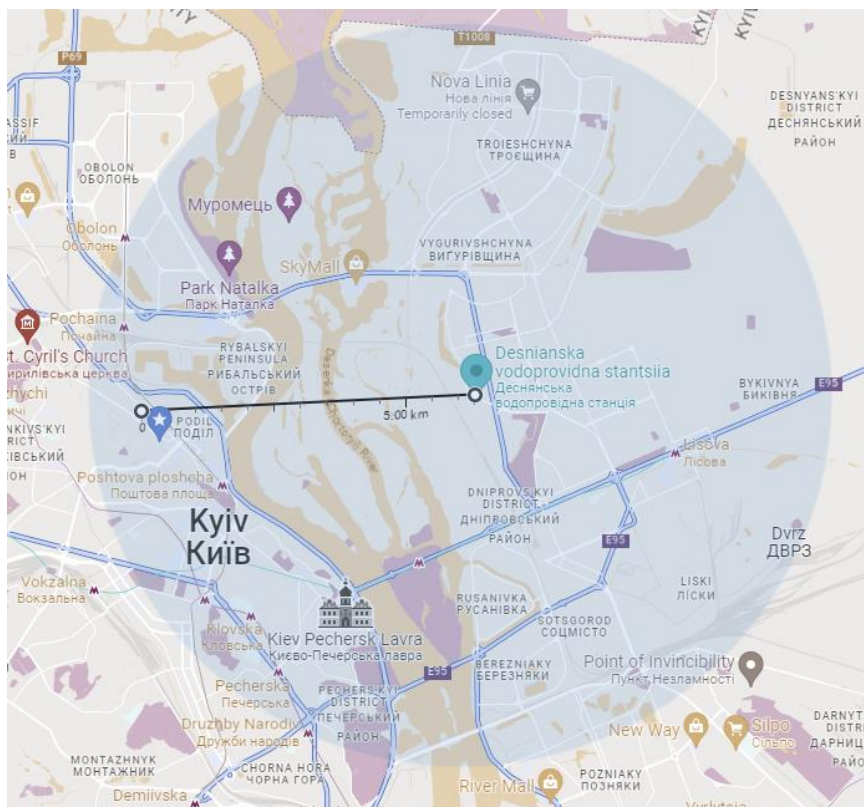 P69
T1008
Nova Linia
Нова лінія
Temporarily closed
DESNYANS'KYI
DISTRICT
ДЕСНЯНСЬКИЙ
РАЙОН
TROIESHCHYNA
ТРОЄЩИНА
OBOLON
ОБОЛОНЬ
Муромець
Obolon
Оболонь
VYGURIVSHCHYNA
ВИГУРІВЩИНА
SkyMall
Park Natalka
Парк Наталка
Pochaina
Почайна
RYBALSKYI
PENINSULA
РИБАЛЬСЬКИЙ
ОСТРІВ
St. Cyril's Church
Кирилівська церква
Desenka (Chortoryi) River
Desnianska
vodoprovidna stantsiia
Деснянська
водопровідна станція
BYKIVNYA
БИКІВНЯ
E95
5.00 km
0
PODIL
ПОДІЛ
Lisova
Лісова
Poshtova ploshcha
Поштова площа
DNIPROVS'KYI
DISTRICT
ДНІПРОВСЬКИЙ
РАЙОН
Kyiv
Київ
E95
Dvrz
ДВРЗ
Vokzalna
Вокзальна
LISKI
ЛІСКИ
RUSANIVKA
РУСАНІВКА
SOTSGOROD
СОЦМІСТО
Klovska
Кловська
Kiev Pechersk Lavra
Києво-Печерська лавра
E95
BEREZNIAKY
БЕРЕЗНЯКИ
Point of Invincibility
Пункт Незламності
Pecherska
Печерська
PECHERS'KYI
DISTRICT
ПЕЧЕРСЬКИЙ
РАЙОН
Druzhby Narodiv
Дружби народів
New Way
Silpo
Сільпо
MONTAZHNYK
МОНТАЖНИК
CHORNA HORA
ЧОРНА ГОРА
POZNIAKY
ПОЗНЯКИ
River Mall
Demiivska